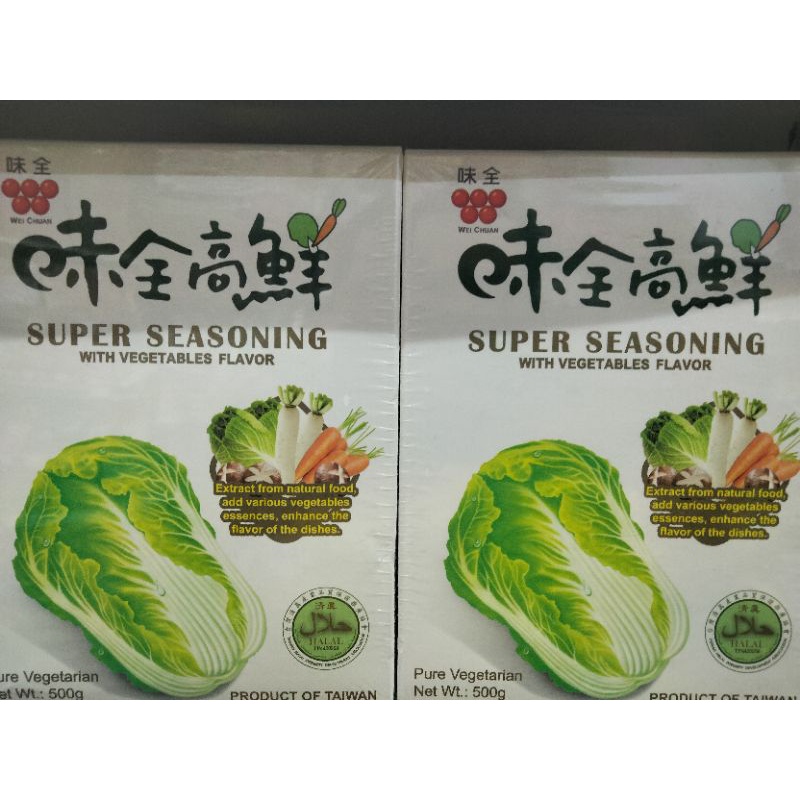 味全
WEI CHUAN
味全高鮮
SUPER SEASONING
WITH VEGETABLES FLAVOR
Extract from natural food,
add various vegetables
essences, enhance the
flavor of the dishes.
清真
حلال
HALAL
ure Vegetarian
et Wt.: 500g
PRODUCT OF TAIWAN
味全
WEI CHUAN
味全高鮮
SUPER SEASONING
WITH VEGETABLES FLAVOR
Extract from natural food,
add various vegetables
essences, enhance the
flavor of the dishes.
清真
حلال
HALAL
Pure Vegetarian
Net Wt.: 500g
PRODUCT OF TAIWAN